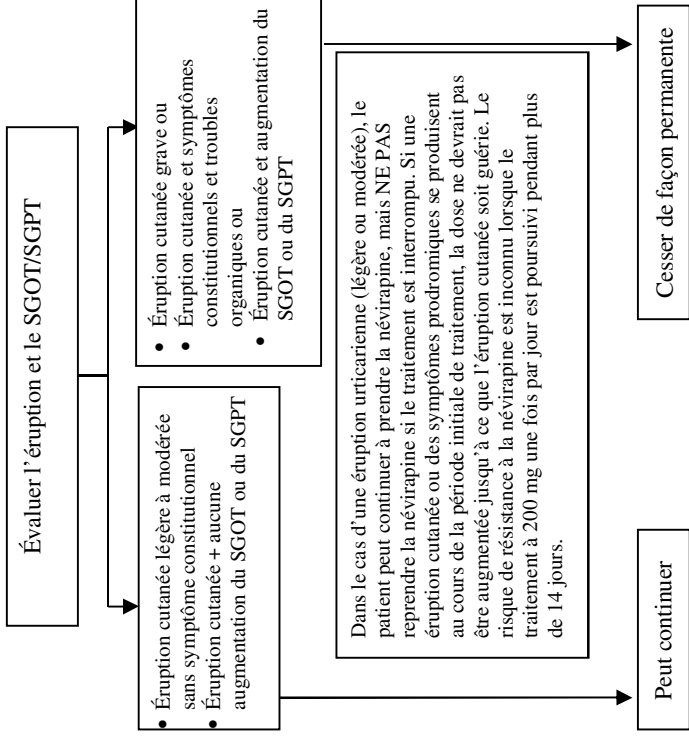 Évaluer l’éruption et le SGOT/SGPT
• Éruption cutanée légère à modérée
sans symptôme constitutionnel
• Éruption cutanée + aucune
augmentation du SGOT ou du SGPT
• Éruption cutanée grave ou
• Éruption cutanée et symptômes
constitutionnels et troubles
organiques ou
• Éruption cutanée et augmentation du
SGOT ou du SGPT
Dans le cas d’une éruption urticarienne (légère ou modérée), le
patient peut continuer à prendre la névirapine, mais NE PAS
reprendre la névirapine si le traitement est interrompu. Si une
éruption cutanée ou des symptômes prodromiques se produisent
au cours de la période initiale de traitement, la dose ne devrait pas
être augmentée jusqu’à ce que l’éruption cutanée soit guérie. Le
risque de résistance à la névirapine est inconnu lorsque le
traitement à 200 mg une fois par jour est poursuivi pendant plus
de 14 jours.
Peut continuer
Cesser de façon permanente